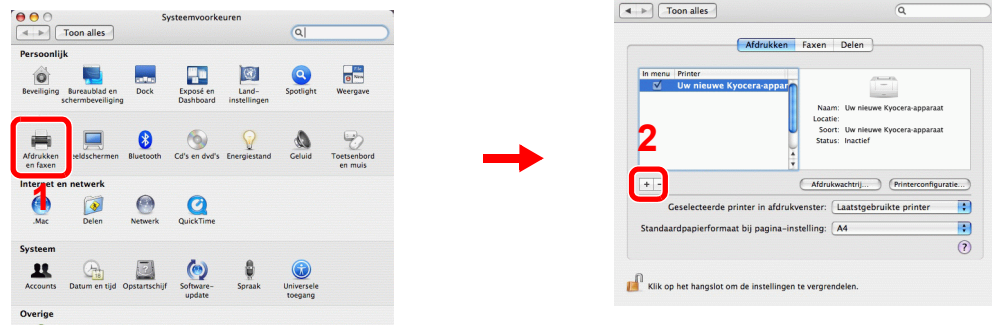 Systeemvoorkeuren
Toon alles
Persoonlijk
Beveiliging
Bureaublad en
schermbeveiliging
Dock
Exposé en
Dashboard
Land-
instellingen
Spotlight
Weergave
Afdrukken
en faxen
eeldschermen
Bluetooth
Cd's en dvd's
Energiestand
Geluid
Toetsenbord
en muis
Internet en netwerk
1
.Mac
Delen
Netwerk
QuickTime
Systeem
Accounts
Datum en tijd
Opstartschijf
Software-
update
Spraak
Universele
toegang
Overige
Toon alles
Afdrukken Faxen Delen
In menu Printer
Uw nieuwe Kyocera-appar
Naam: Uw nieuwe Kyocera-apparaat
Locatie:
Soort: Uw nieuwe Kyocera-apparaat
Status: Inactief
2
+ -
Afdrukwachtrij... Printerconfiguratie...
Geselecteerde printer in afdrukvenster: Laatstgebruikte printer
Standaardpapierformaat bij pagina-instelling: A4
?
Klik op het hangslot om de instellingen te vergrendelen.